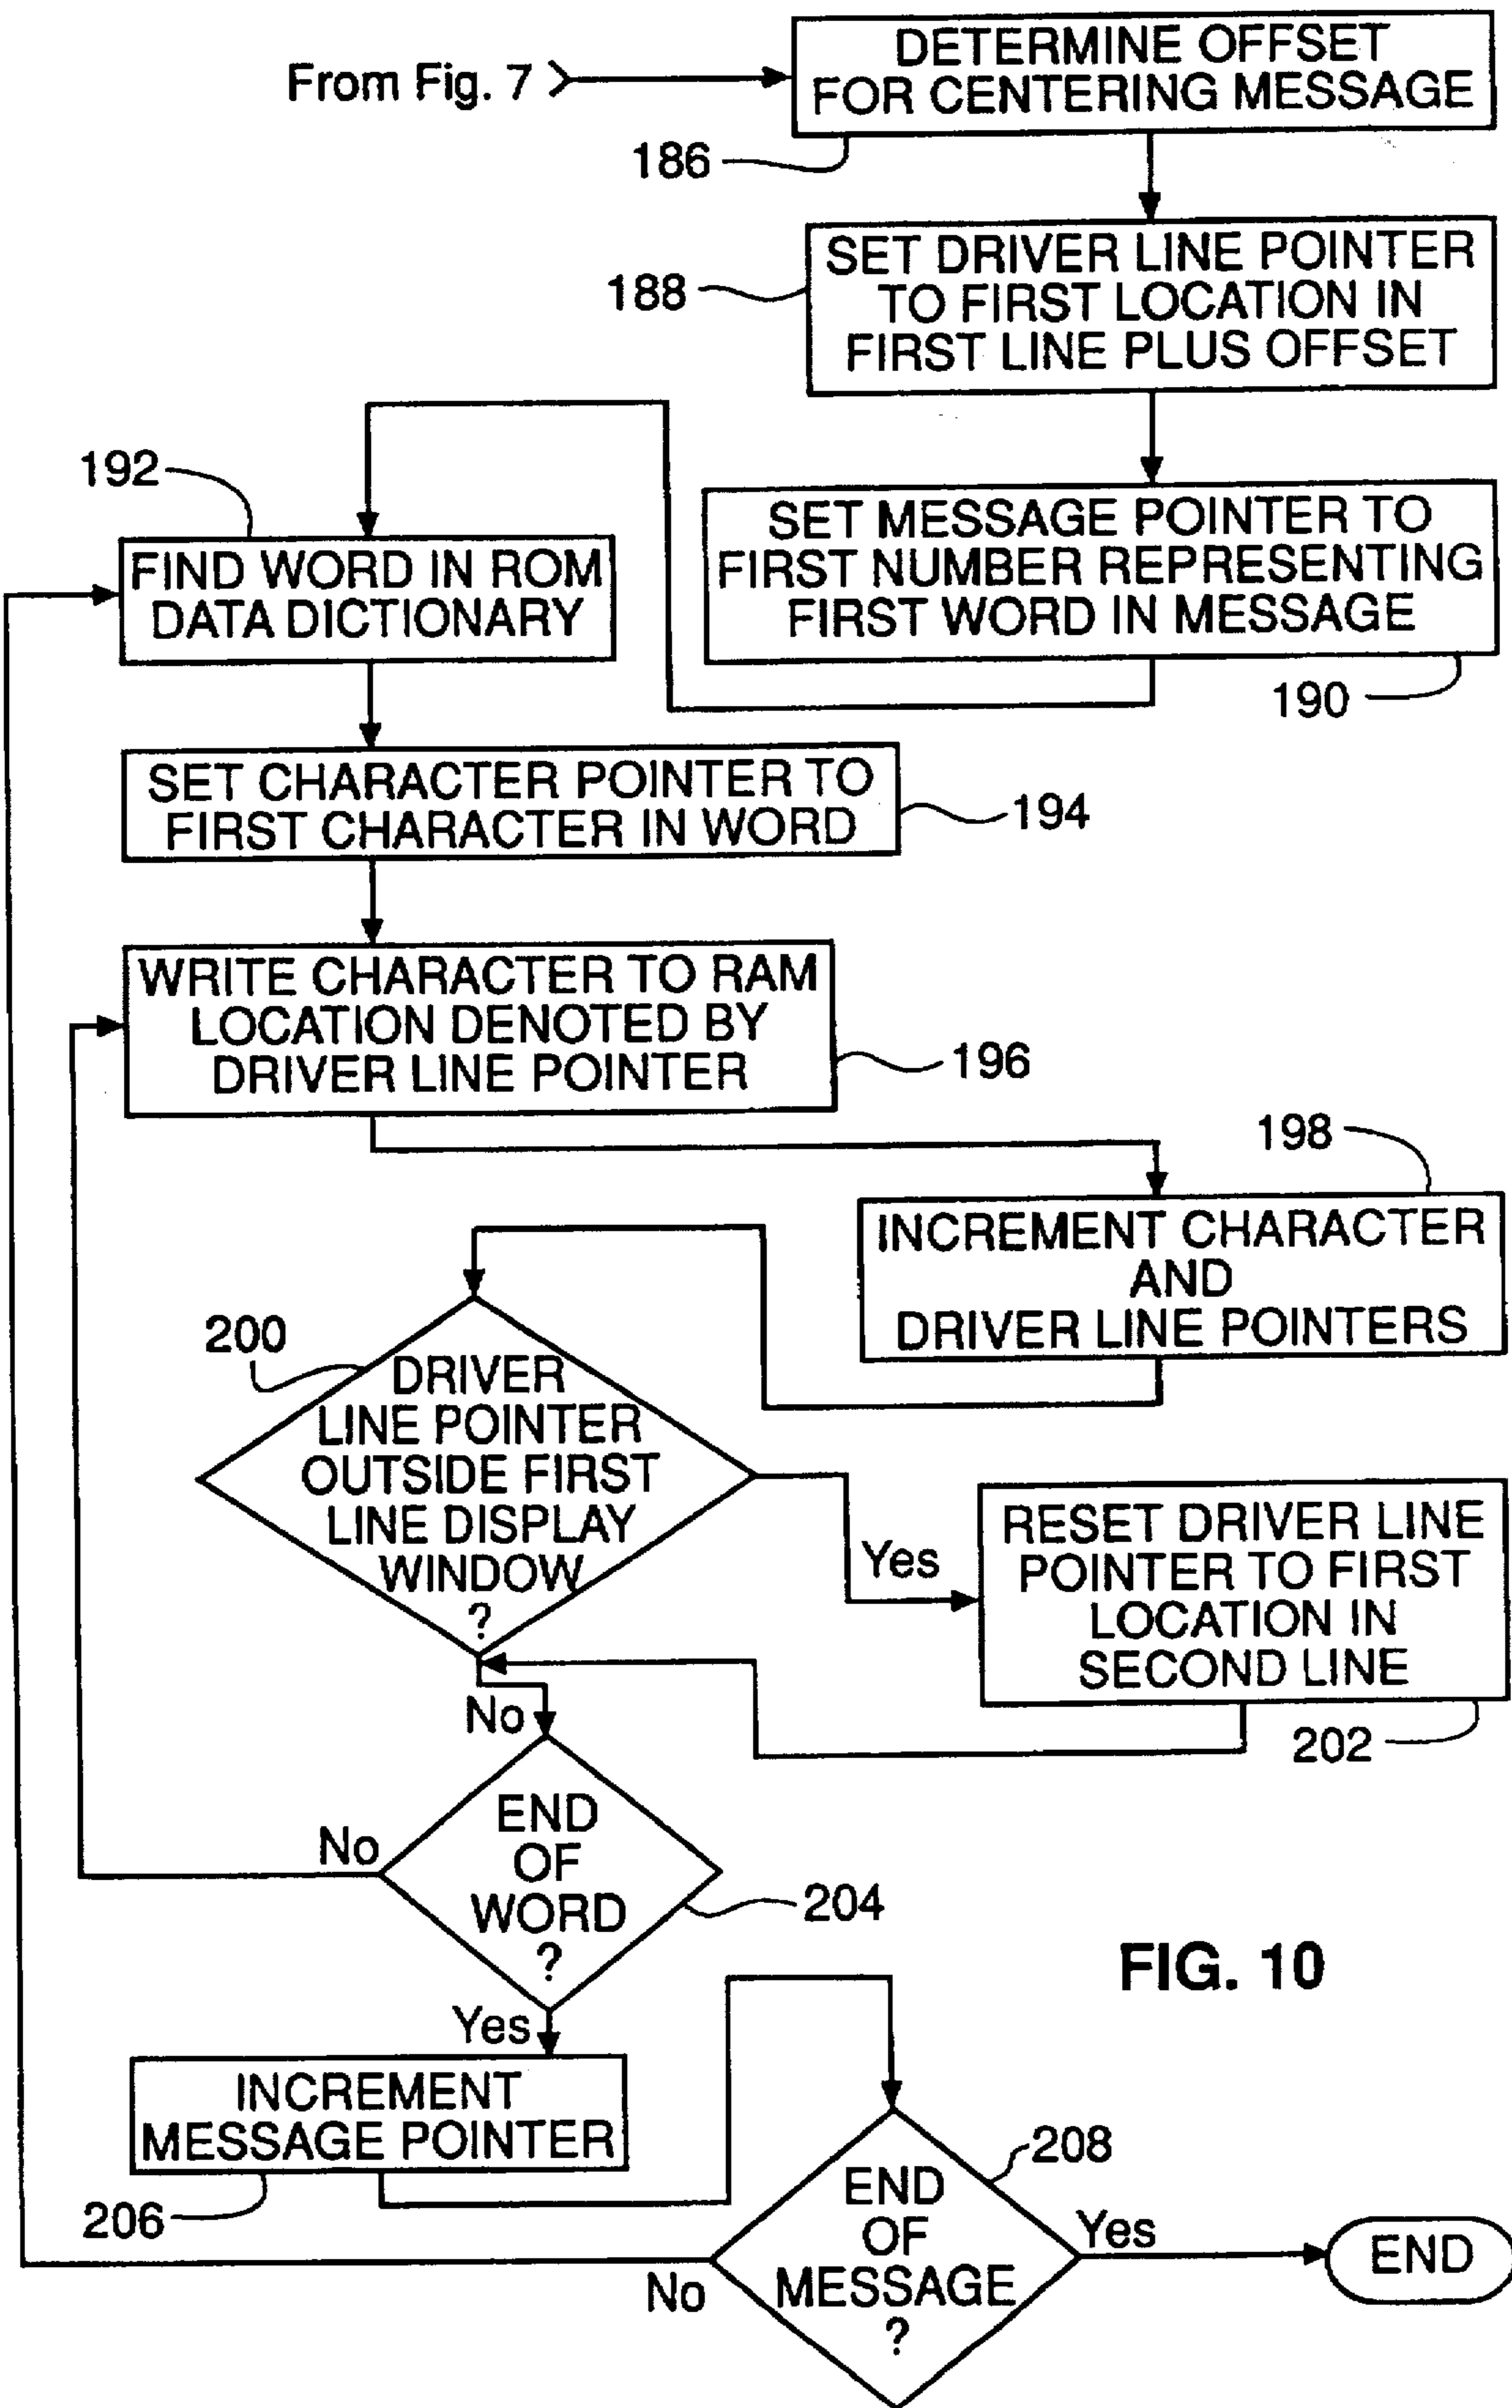 From Fig. 7
DETERMINE OFFSET
FOR CENTERING MESSAGE
186
SET DRIVER LINE POINTER
TO FIRST LOCATION IN
FIRST LINE PLUS OFFSET
188
SET MESSAGE POINTER TO
FIRST NUMBER REPRESENTING
FIRST WORD IN MESSAGE
190
192
FIND WORD IN ROM
DATA DICTIONARY
SET CHARACTER POINTER TO
FIRST CHARACTER IN WORD
194
WRITE CHARACTER TO RAM
LOCATION DENOTED BY
DRIVER LINE POINTER
196
198
INCREMENT CHARACTER
AND
DRIVER LINE POINTERS
200
DRIVER
LINE POINTER
OUTSIDE FIRST
LINE DISPLAY
WINDOW
?
Yes
RESET DRIVER LINE
POINTER TO FIRST
LOCATION IN
SECOND LINE
202
No
END
OF
WORD
?
No
204
Yes
FIG. 10
INCREMENT
MESSAGE POINTER
206
208
END
OF
MESSAGE
?
Yes
END
No